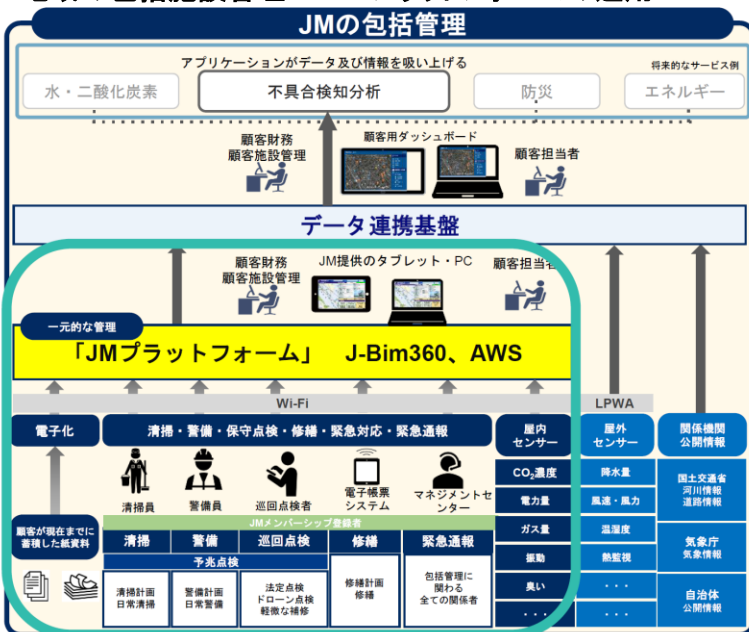 JMの包括管理
アプリケーションがデータ及び情報を吸い上げる
将来的なサービス例
水・二酸化炭素
不具合検知分析
防災
エネルギー
顧客財務
顧客施設管理
顧客用ダッシュボード
顧客担当者
データ連携基盤
顧客財務
顧客施設管理
JM提供のタブレット・PC
顧客担当者
一元的な管理
「JMプラットフォーム」 J-Bim360、AWS
Wi-Fi
LPWA
電子化
清掃・警備・保守点検・修繕・緊急対応・緊急通報
屋内
センサー
屋外
センサー
関係機関
公開情報
清掃員
警備員
巡回点検者
電子帳票
システム
マネジメントセ
ンター
JMメンバーシップ登録者
顧客が現在までに
蓄積した紙資料
清掃
警備
巡回点検
修繕
緊急通報
予兆点検
清掃計画
日常清掃
警備計画
日常警備
法定点検
ドローン点検
軽微な補修
修繕計画
修繕
包括管理に
関わる
全ての関係者
CO₂濃度
電力量
ガス量
振動
臭い
・・・
降水量
風速・風力
温湿度
熱監視
・・・
・・・
国土交通省
河川情報
道路情報
気象庁
気象情報
自治体
公開情報